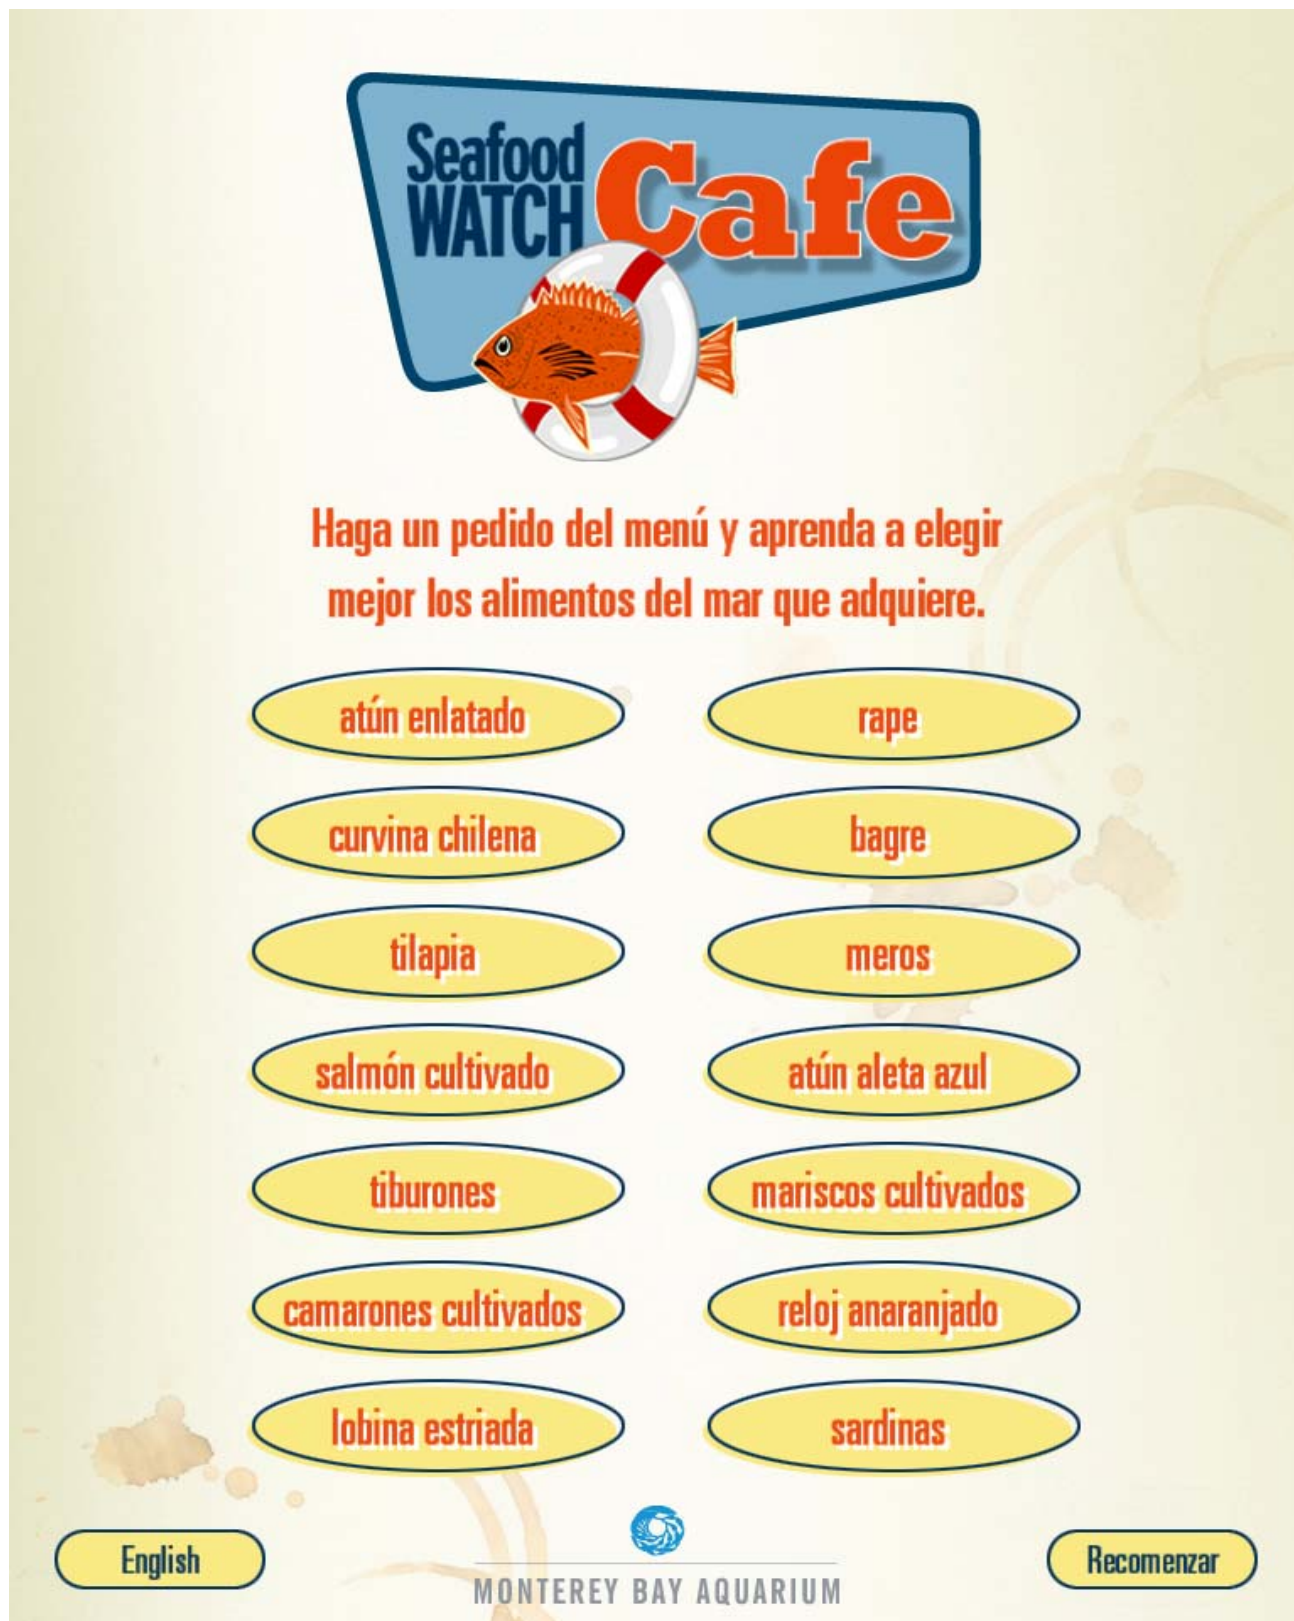 Seafood
WATCH
Cafe
Haga un pedido del menú y aprenda a elegir
mejor los alimentos del mar que adquiere.
atún enlatado
rape
curvina chilena
bagre
tilapia
meros
salmón cultivado
atún aleta azul
tiburones
mariscos cultivados
camarones cultivados
reloj anaranjado
lobina estriada
sardinas
English
MONTEREY BAY AQUARIUM
Recomenzar